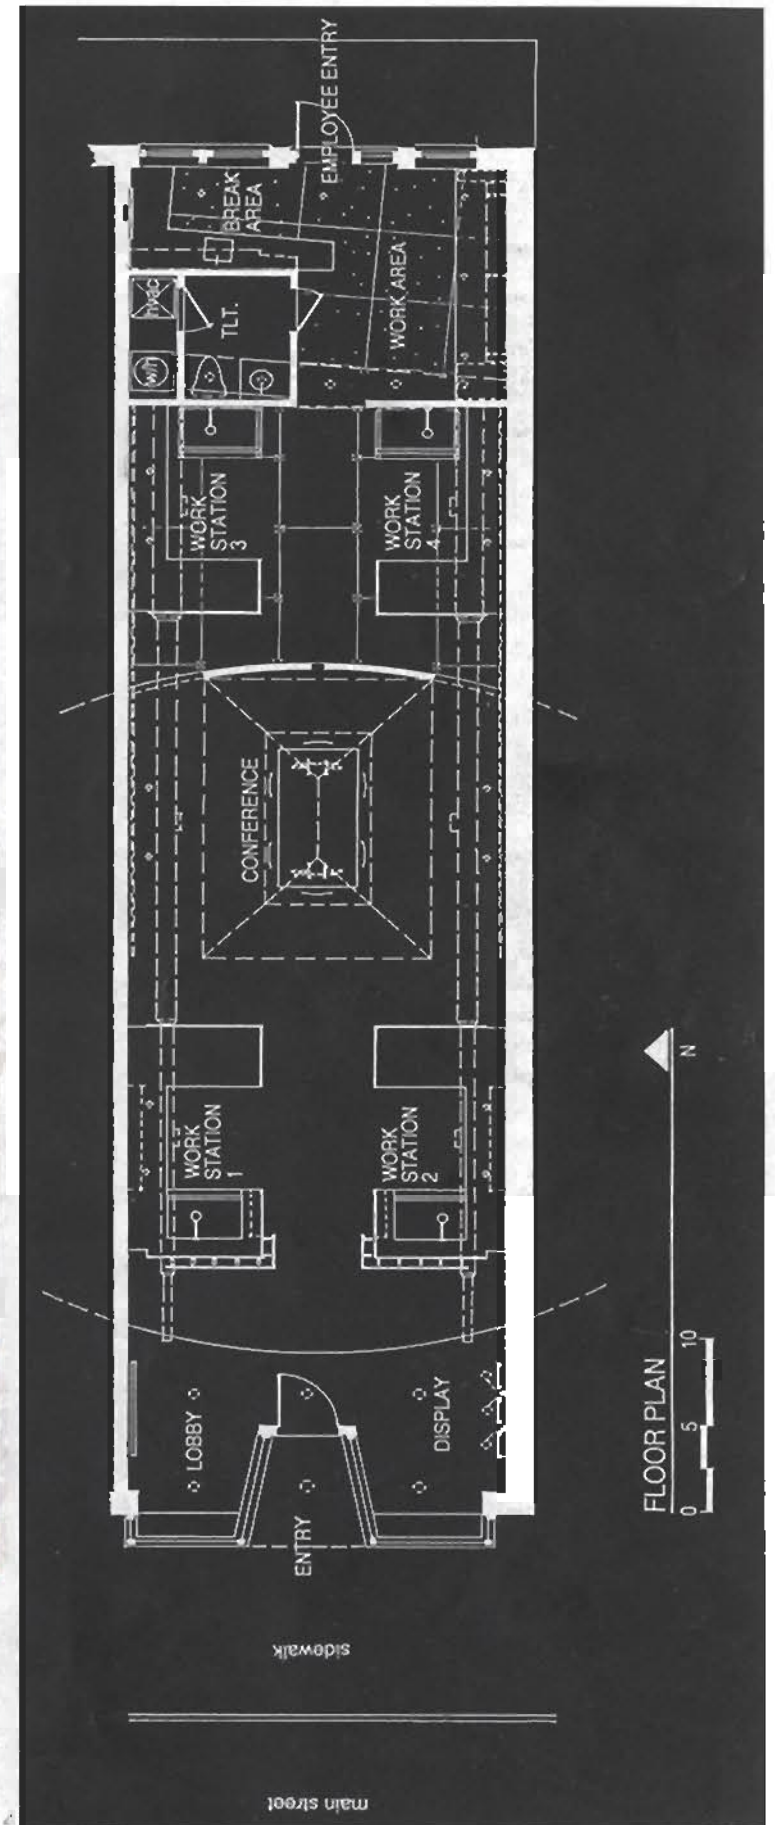 EMPLOYEE ENTRY
BREAK
AREA
WORK AREA
hvac
w/h
TLT.
WORK
STATION
3
WORK
STATION
4
CONFERENCE
WORK
STATION
1
WORK
STATION
2
LOBBY
DISPLAY
ENTRY
sidewalk
main street
FLOOR PLAN
N
0 5 10